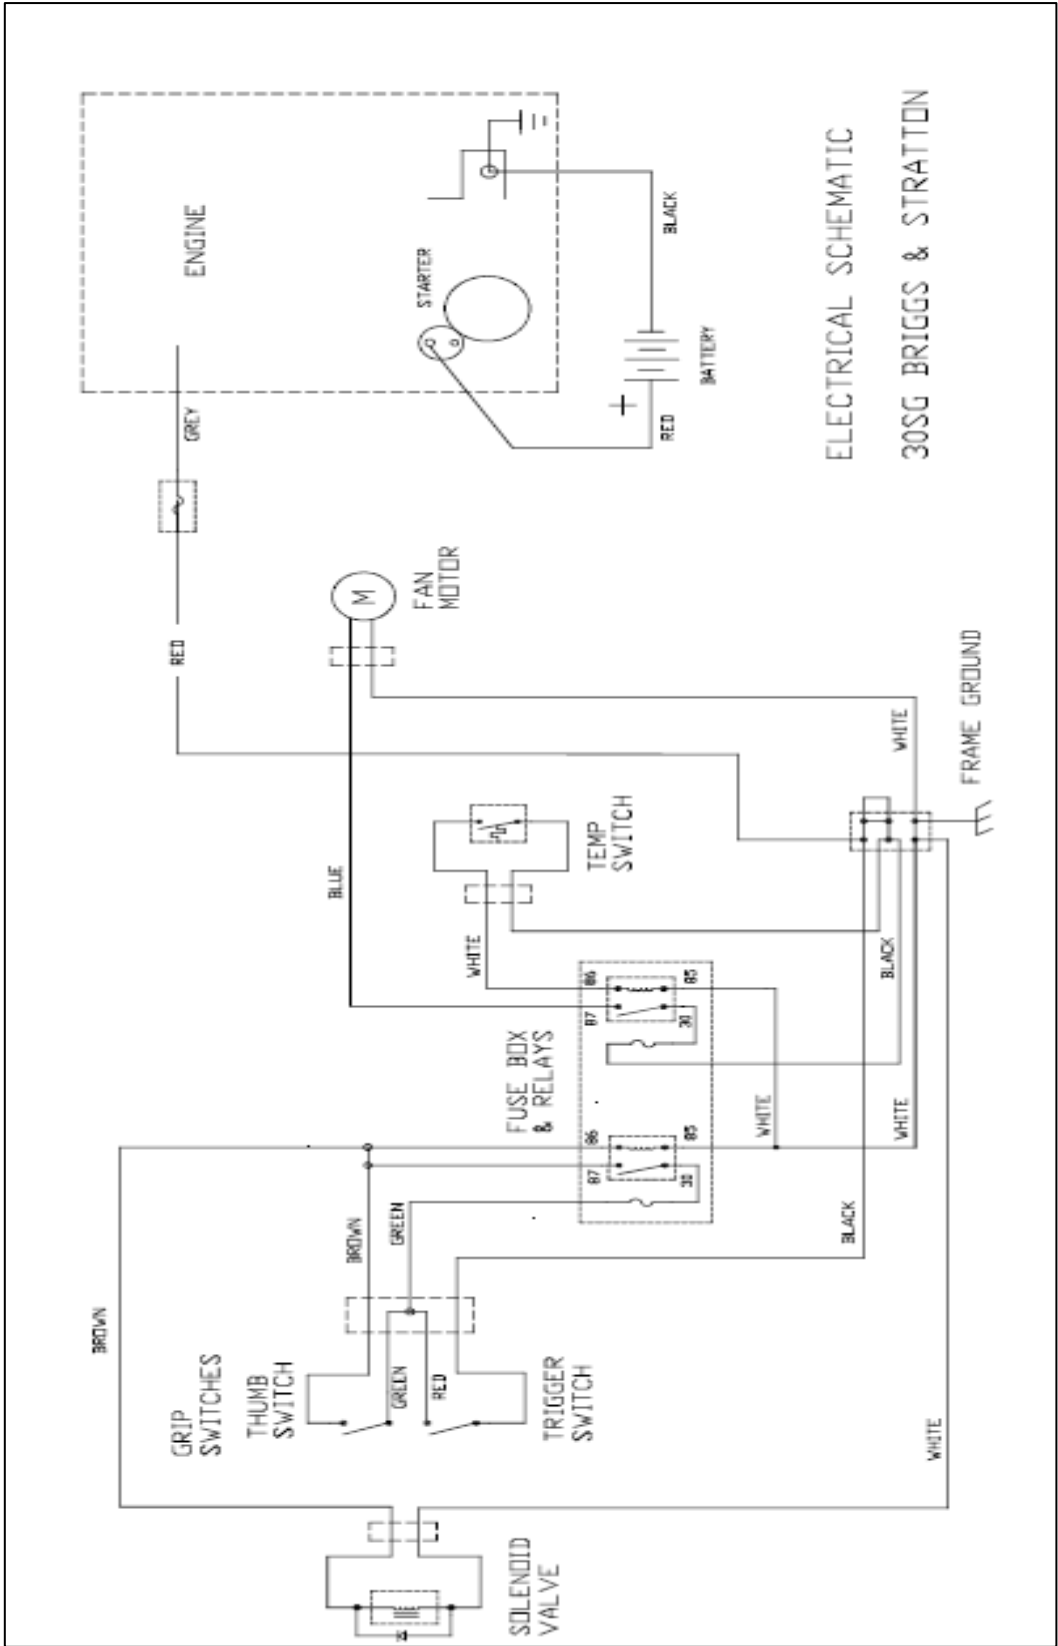 ELECTRICAL SCHEMATIC
30SG BRIGGS & STRATTON
ENGINE
STARTER
BLACK
BATTERY
+
RED
GREY
RED
FAN
MOTOR
M
WHITE
FRAME GROUND
TEMP
SWITCH
BLUE
WHITE
BLACK
FUSE BOX
& RELAYS
86
85
87
30
86
85
87
30
WHITE
WHITE
BLACK
BROWN
GREEN
BROWN
GRIP
SWITCHES
THUMB
SWITCH
GREEN
RED
TRIGGER
SWITCH
WHITE
SOLENOID
VALVE